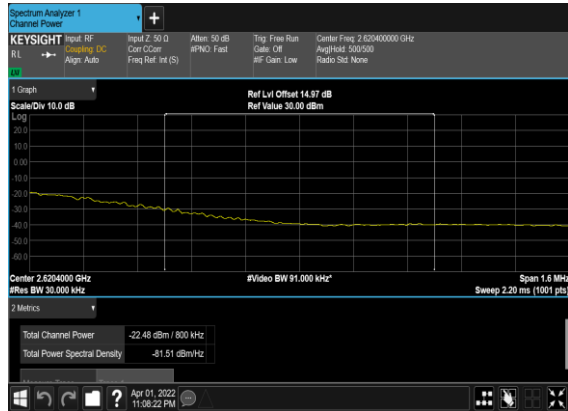 Spectrum Analyzer 1
Channel Power
+
KEYSIGHT Input: RF Input Z: 50 Ω Atten: 50 dB Trig: Free Run Center Freq: 2.620400000 GHz
RL Coupling: DC Corr CCorr #PNO: Fast Gate: Off Avg|Hold: 500/500
Align: Auto Freq Ref: Int (S) #IF Gain: Low Radio Std: None
1 Graph
Ref Lvl Offset 14.97 dB
Scale/Div 10.0 dB Ref Value 30.00 dBm
Log
20.0
10.0
0.00
-10.0
-20.0
-30.0
-40.0
-50.0
-60.0
Center 2.6204000 GHz #Video BW 91.000 kHz* Span 1.6 MHz
#Res BW 30.000 kHz Sweep 2.20 ms (1001 pts)
2 Metrics
Total Channel Power -22.48 dBm / 800 kHz
Total Power Spectral Density -81.51 dBm/Hz
? Apr 01, 2022
11:08:22 PM